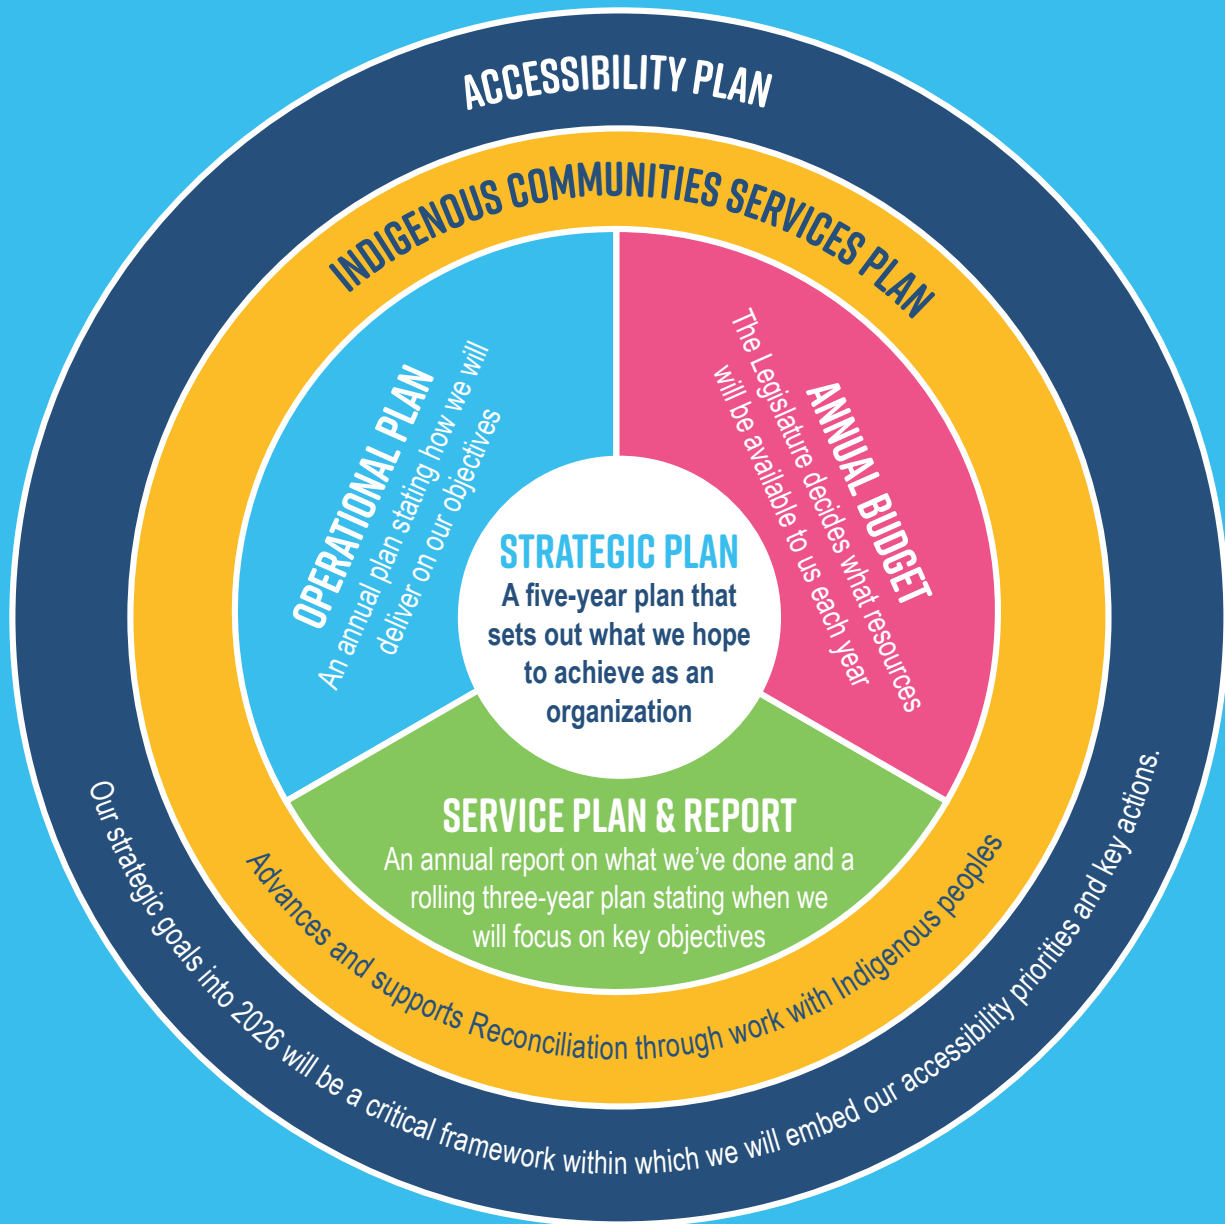 ACCESSIBILITY PLAN
INDIGENOUS COMMUNITIES SERVICES PLAN
OPERATIONAL PLAN
An annual plan stating how we will
deliver on our objectives
ANNUAL BUDGET
The Legislature decides what resources
will be available to us each year
STRATEGIC PLAN
A five-year plan that
sets out what we hope
to achieve as an
organization
SERVICE PLAN & REPORT
An annual report on what we’ve done and a
rolling three-year plan stating when we
will focus on key objectives
Advances and supports Reconciliation through work with Indigenous peoples
Our strategic goals into 2026 will be a critical framework within which we will embed our accessibility priorities and key actions.